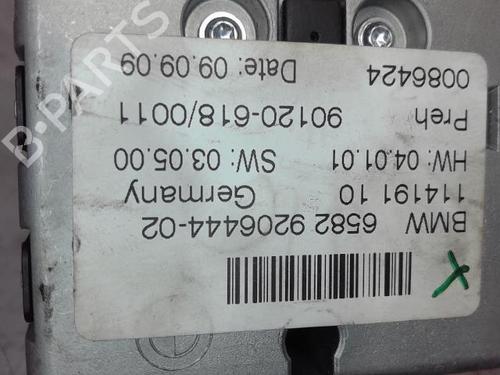 BMW 6582 9206444-02
114191 10 Germany
HW: 04.01.01 SW: 03.05.00
Preh 90120-618/0011
0086424 Date: 09.09.09
B-PARTS